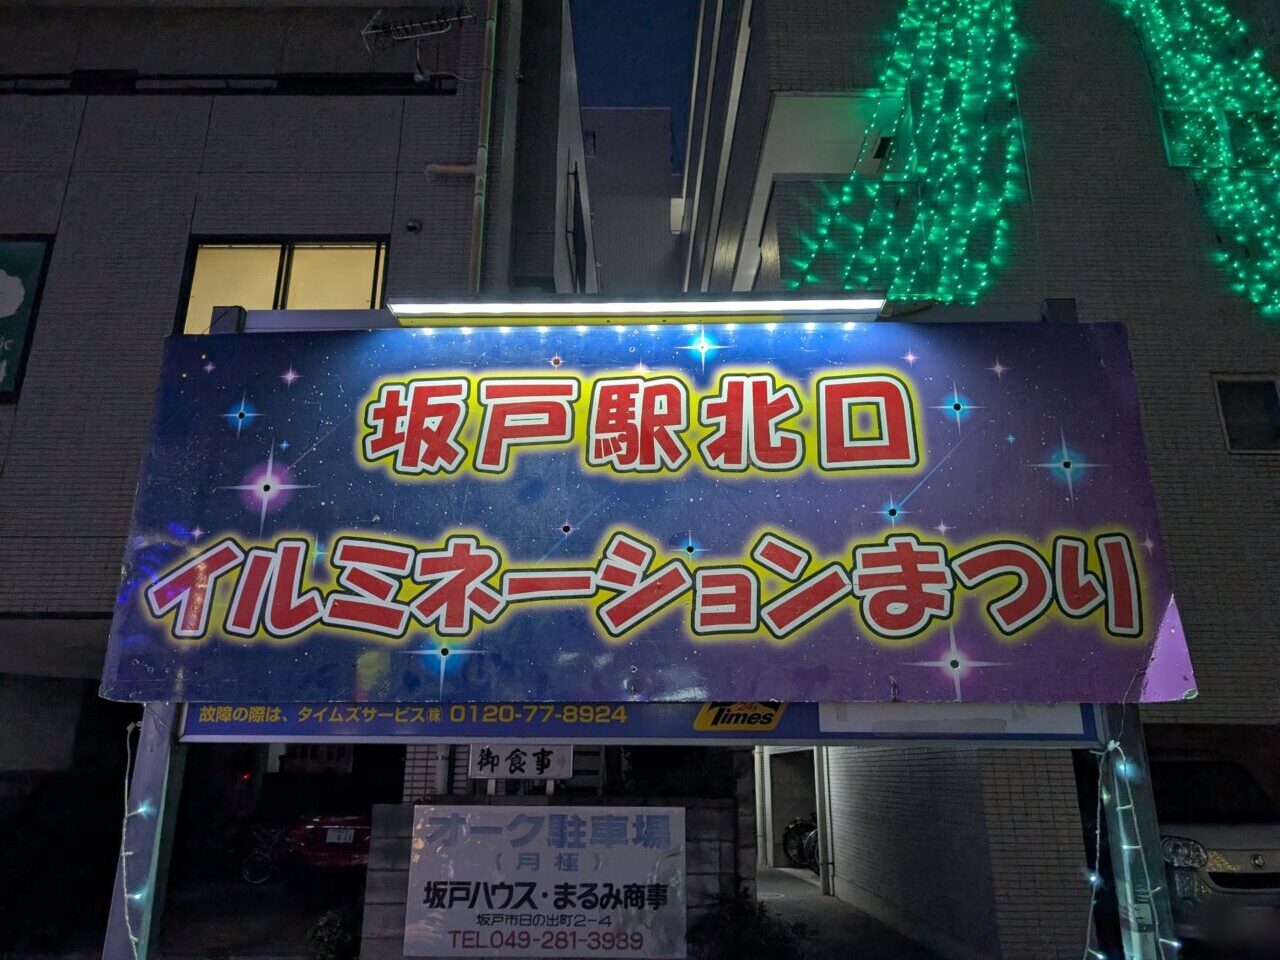 坂戸駅北口
イルミネーションまつり
故障の際は、タイムズサービス㈱ 0120-77-8924
24h
Times
御食事
オーク駐車場
(月極)
坂戸ハウス・まるみ商事
坂戸市日の出町2-4
TEL049-281-3939